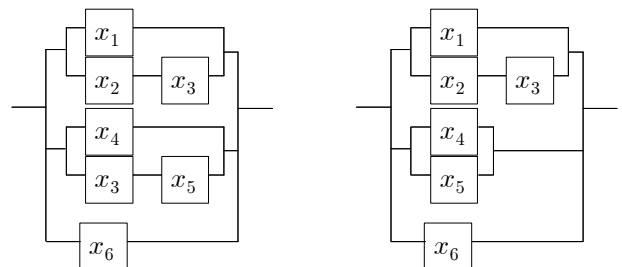 x₁ x₁
x₂ x₃ x₂ x₃
x₄ x₄
x₃ x₅ x₅
x₆ x₆